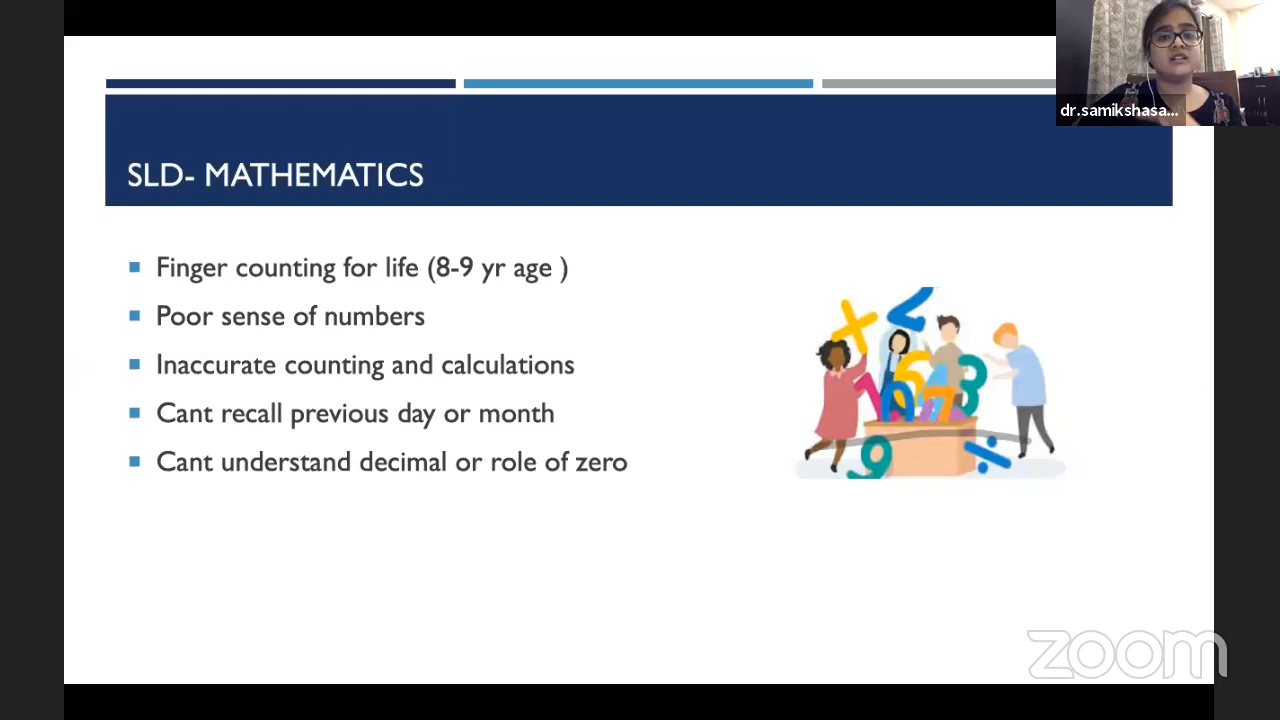 dr.samikshasa...
SLD- MATHEMATICS
Finger counting for life (8-9 yr age )
Poor sense of numbers
Inaccurate counting and calculations
Cant recall previous day or month
Cant understand decimal or role of zero
zoom